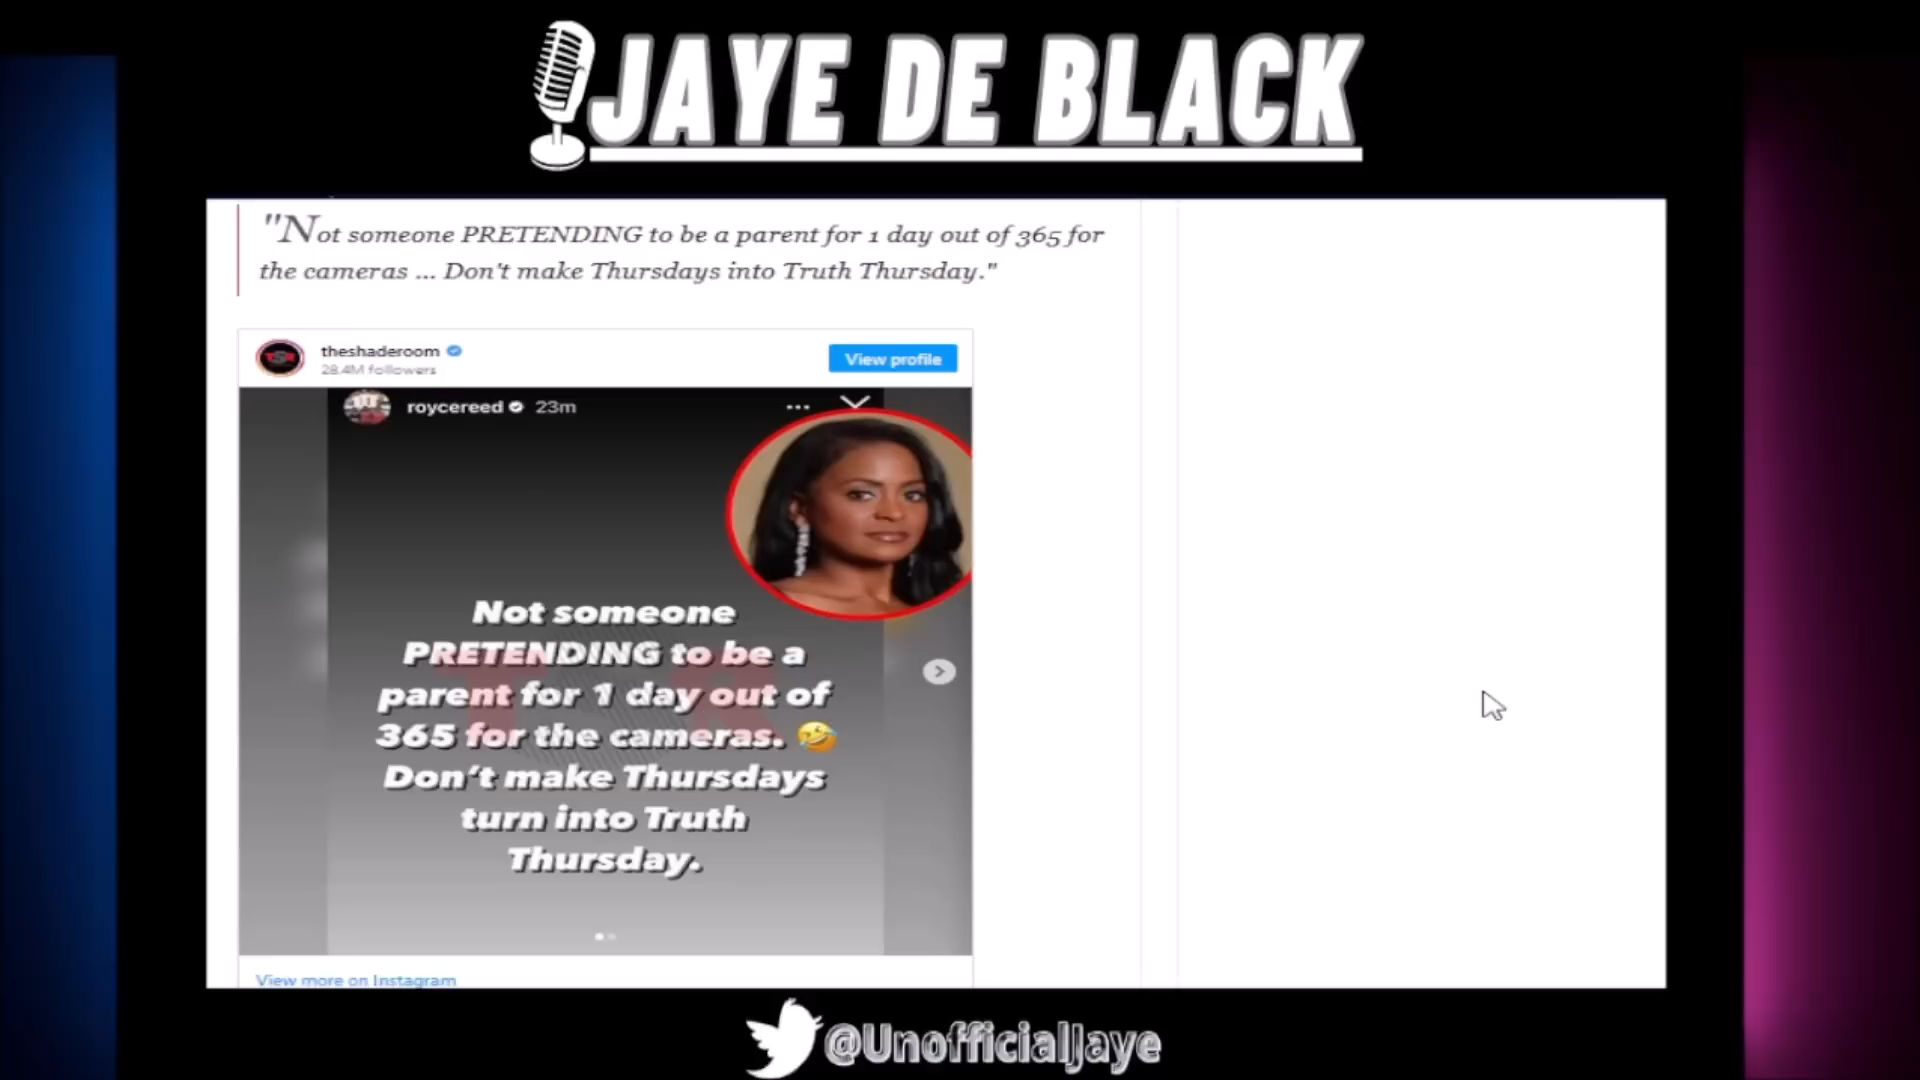 JAYE DE BLACK
"Not someone PRETENDING to be a parent for 1 day out of 365 for
the cameras ... Don't make Thursdays into Truth Thursday."
theshaderoom
28.4M followers
View profile
roycereed 23m
Not someone
PRETENDING to be a
parent for 1 day out of
365 for the cameras. 🤣
Don't make Thursdays
turn into Truth
Thursday.
TSR
View more on Instagram
@UnofficialJaye